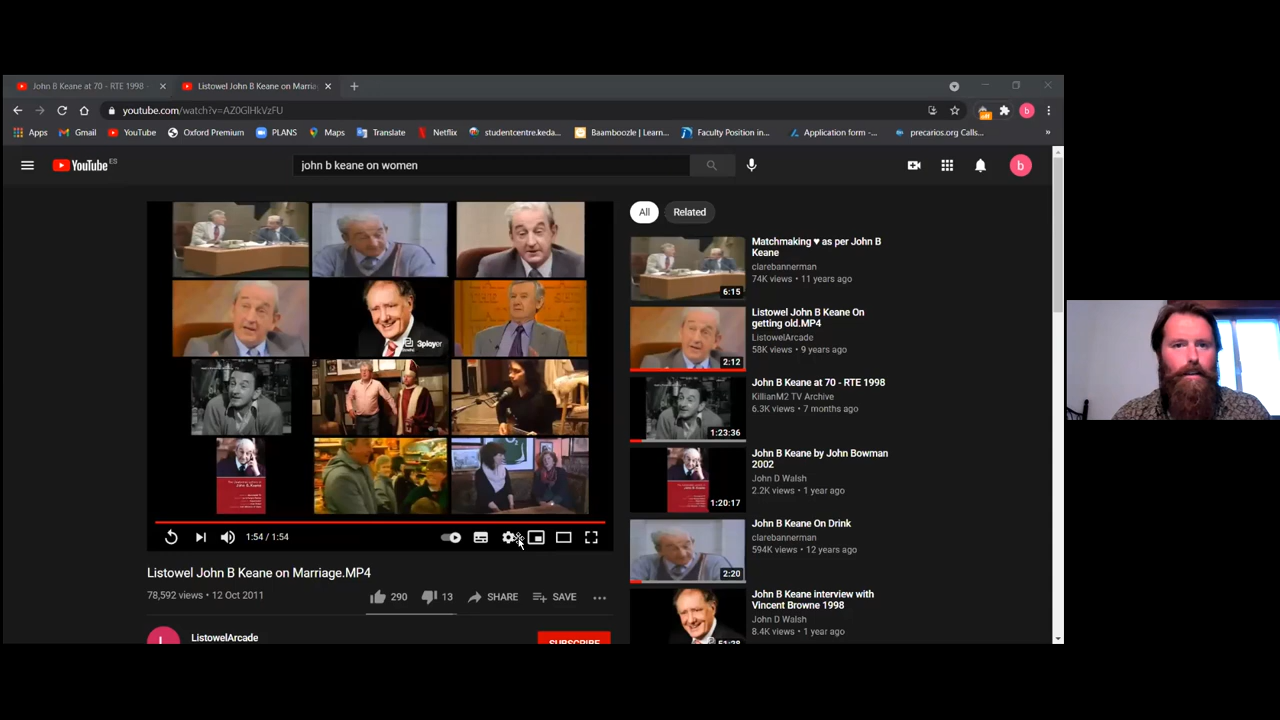 John B Keane at 70 - RTE 1998
Listowel John B Keane on Marria
youtube.com/watch?v=AZ0GlHkVzFU
Apps
Gmail
YouTube
Oxford Premium
PLANS
Maps
Translate
Netflix
studentcentre.keda...
Baamboozle | Learn...
Faculty Position in...
Application form -...
precarios.org Calls...
»
off
b
YouTube ES
john b keane on women
b
All
Related
3player
Matchmaking ♥ as per John B
Keane
clarebannerman
74K views • 11 years ago
6:15
Listowel John B Keane On
getting old.MP4
ListowelArcade
58K views • 9 years ago
2:12
John B Keane at 70 - RTE 1998
KillianM2 TV Archive
6.3K views • 7 months ago
1:23:36
John B Keane by John Bowman
2002
John D Walsh
2.2K views • 1 year ago
1:20:17
John B Keane On Drink
clarebannerman
594K views • 12 years ago
2:20
John B Keane interview with
Vincent Browne 1998
John D Walsh
8.4K views • 1 year ago
51:28
1:54 / 1:54
Listowel John B Keane on Marriage.MP4
78,592 views • 12 Oct 2011
290
13
SHARE
SAVE
ListowelArcade
SUBSCRIBE